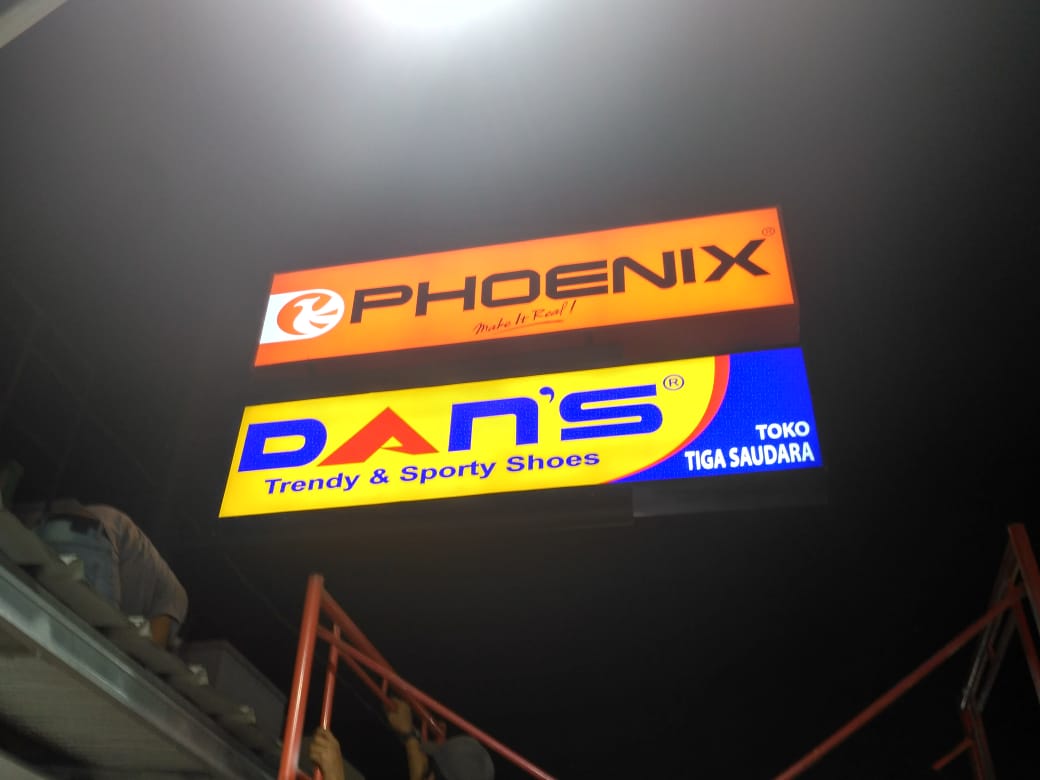 PHOENIX®
Make It Real!
DAN'S®
Trendy & Sporty Shoes
TOKO
TIGA SAUDARA